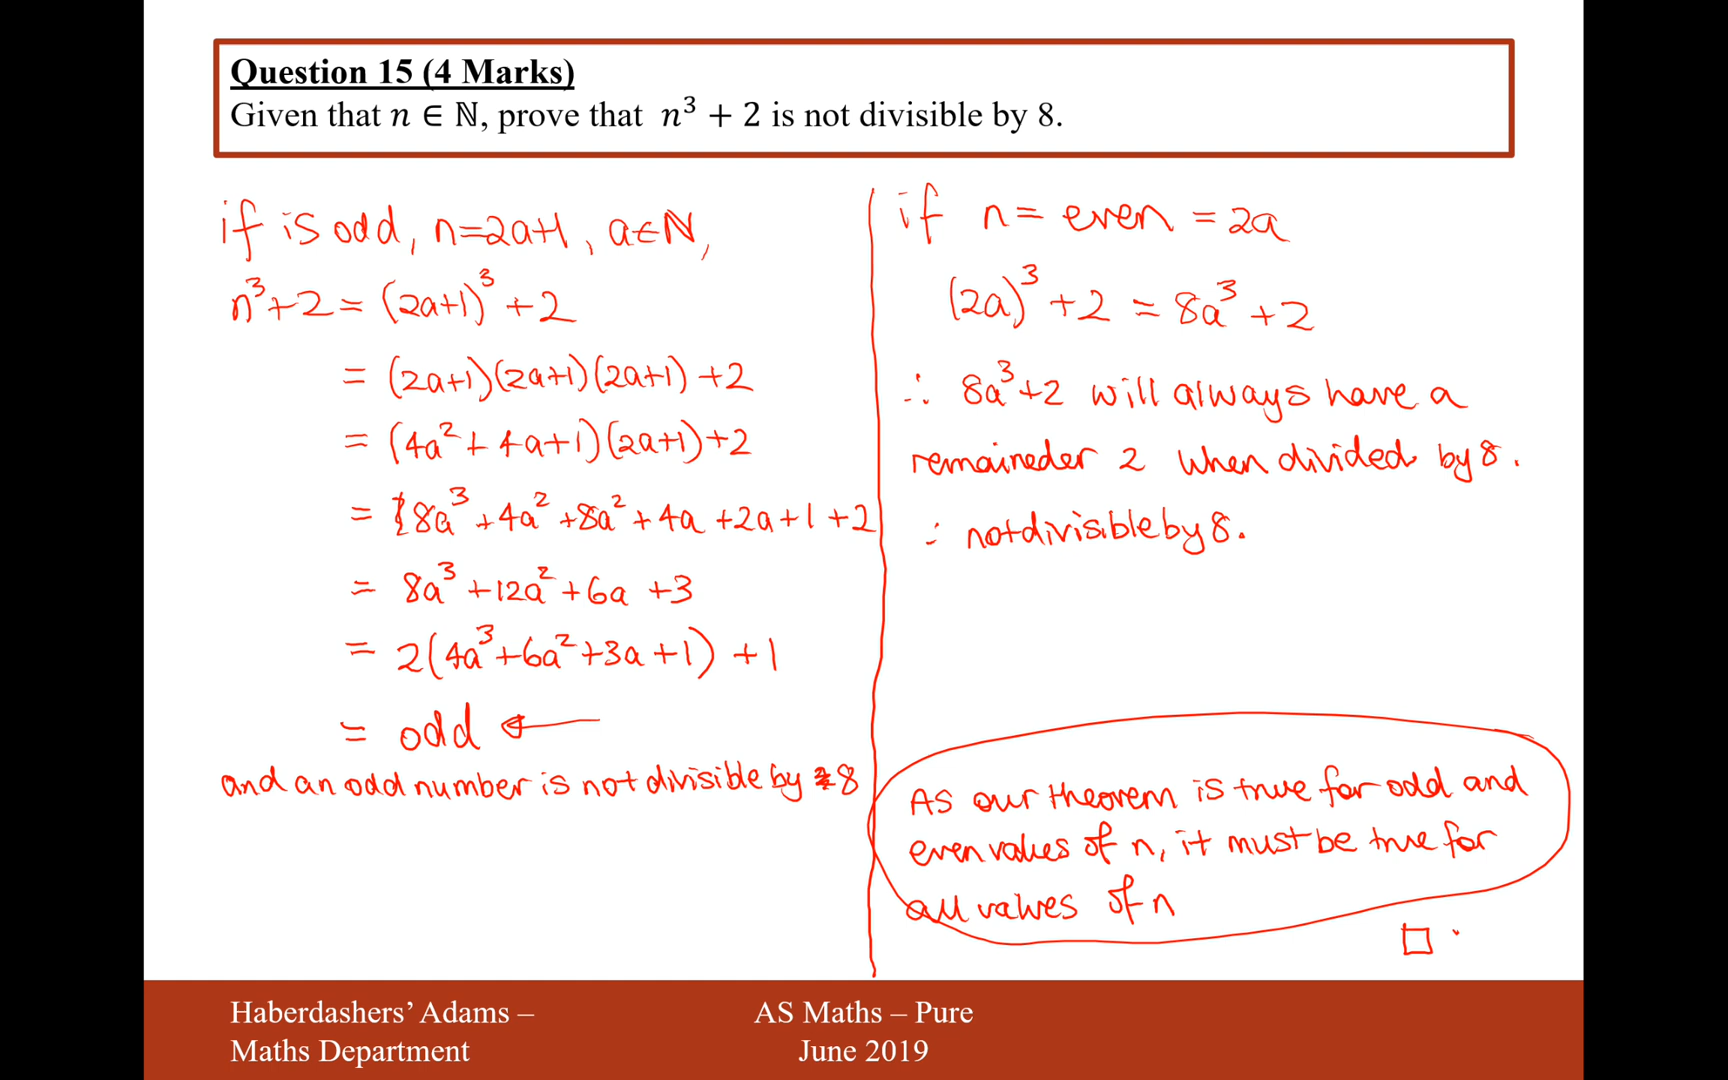 Question 15 (4 Marks)
Given that n ∈ ℕ, prove that n³ + 2 is not divisible by 8.
if is odd, n=2a+1, a∈ℕ,
n³+2 = (2a+1)³ + 2
= (2a+1)(2a+1)(2a+1) +2
= (4a² + 4a+1)(2a+1)+2
= {8a³ +4a² +8a² + 4a +2a +1 +2
= 8a³ +12a² +6a +3
= 2(4a³+6a²+3a+1) +1
= odd ←
and an odd number is not divisible by 8
if n = even = 2a
(2a)³ +2 = 8a³ +2
∴ 8a³+2 will always have a
remaineder 2 when divided by 8.
∴ not divisible by 8.
As our theorem is true for odd and
even values of n, it must be true for
all values of n
□.
Haberdashers’ Adams –
Maths Department
AS Maths – Pure
June 2019